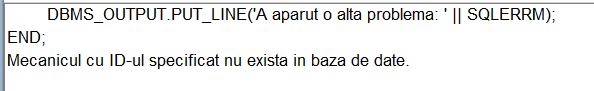 DBMS_OUTPUT.PUT_LINE('A aparut o alta problema: ' || SQLERRM);
END;
Mecanicul cu ID-ul specificat nu exista in baza de date.